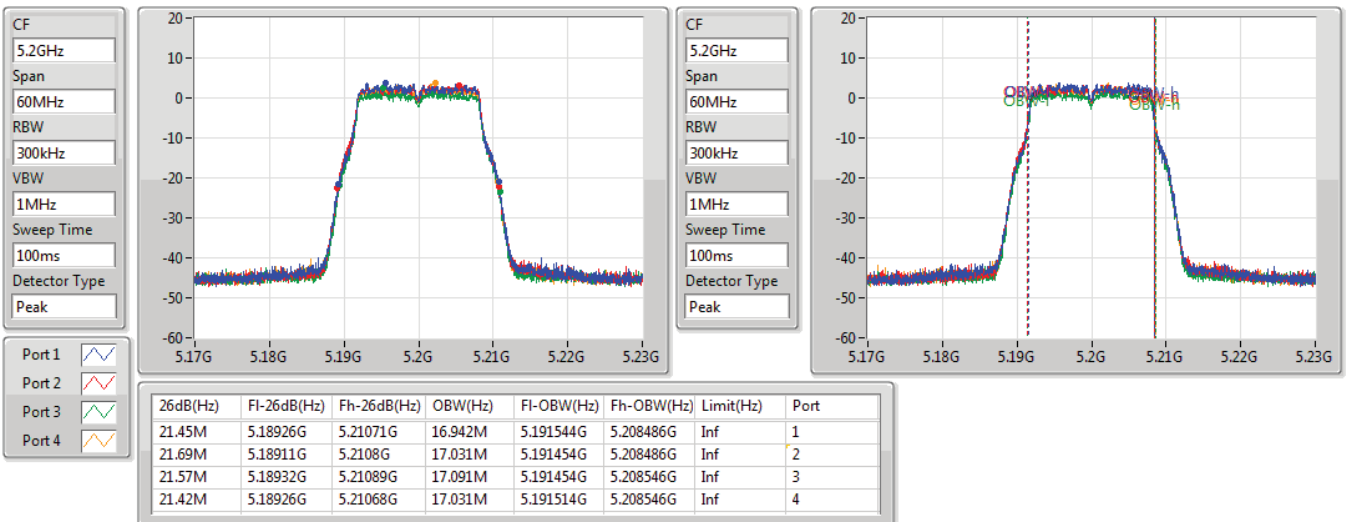 CF
5.2GHz
Span
60MHz
RBW
300kHz
VBW
1MHz
Sweep Time
100ms
Detector Type
Peak
20
10
0
-10
-20
-30
-40
-50
-60
5.17G 5.18G 5.19G 5.2G 5.21G 5.22G 5.23G
CF
5.2GHz
Span
60MHz
RBW
300kHz
VBW
1MHz
Sweep Time
100ms
Detector Type
Peak
20
10
0
-10
-20
-30
-40
-50
-60
OBW-l OBW-h
5.17G 5.18G 5.19G 5.2G 5.21G 5.22G 5.23G
Port 1
Port 2
Port 3
Port 4
26dB(Hz) Fl-26dB(Hz) Fh-26dB(Hz) OBW(Hz) Fl-OBW(Hz) Fh-OBW(Hz) Limit(Hz) Port
21.45M 5.18926G 5.21071G 16.942M 5.191544G 5.208486G Inf 1
21.69M 5.18911G 5.2108G 17.031M 5.191454G 5.208486G Inf 2
21.57M 5.18932G 5.21089G 17.091M 5.191454G 5.208546G Inf 3
21.42M 5.18926G 5.21068G 17.031M 5.191514G 5.208546G Inf 4